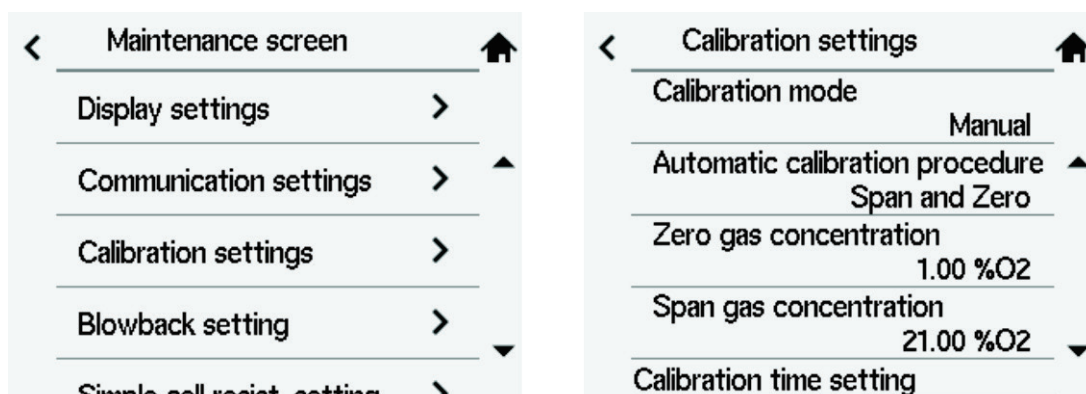 Maintenance screen
Display settings
Communication settings
Calibration settings
Blowback setting
Calibration settings
Calibration mode
Manual
Automatic calibration procedure
Span and Zero
Zero gas concentration
1.00 %O2
Span gas concentration
21.00 %O2
Calibration time setting